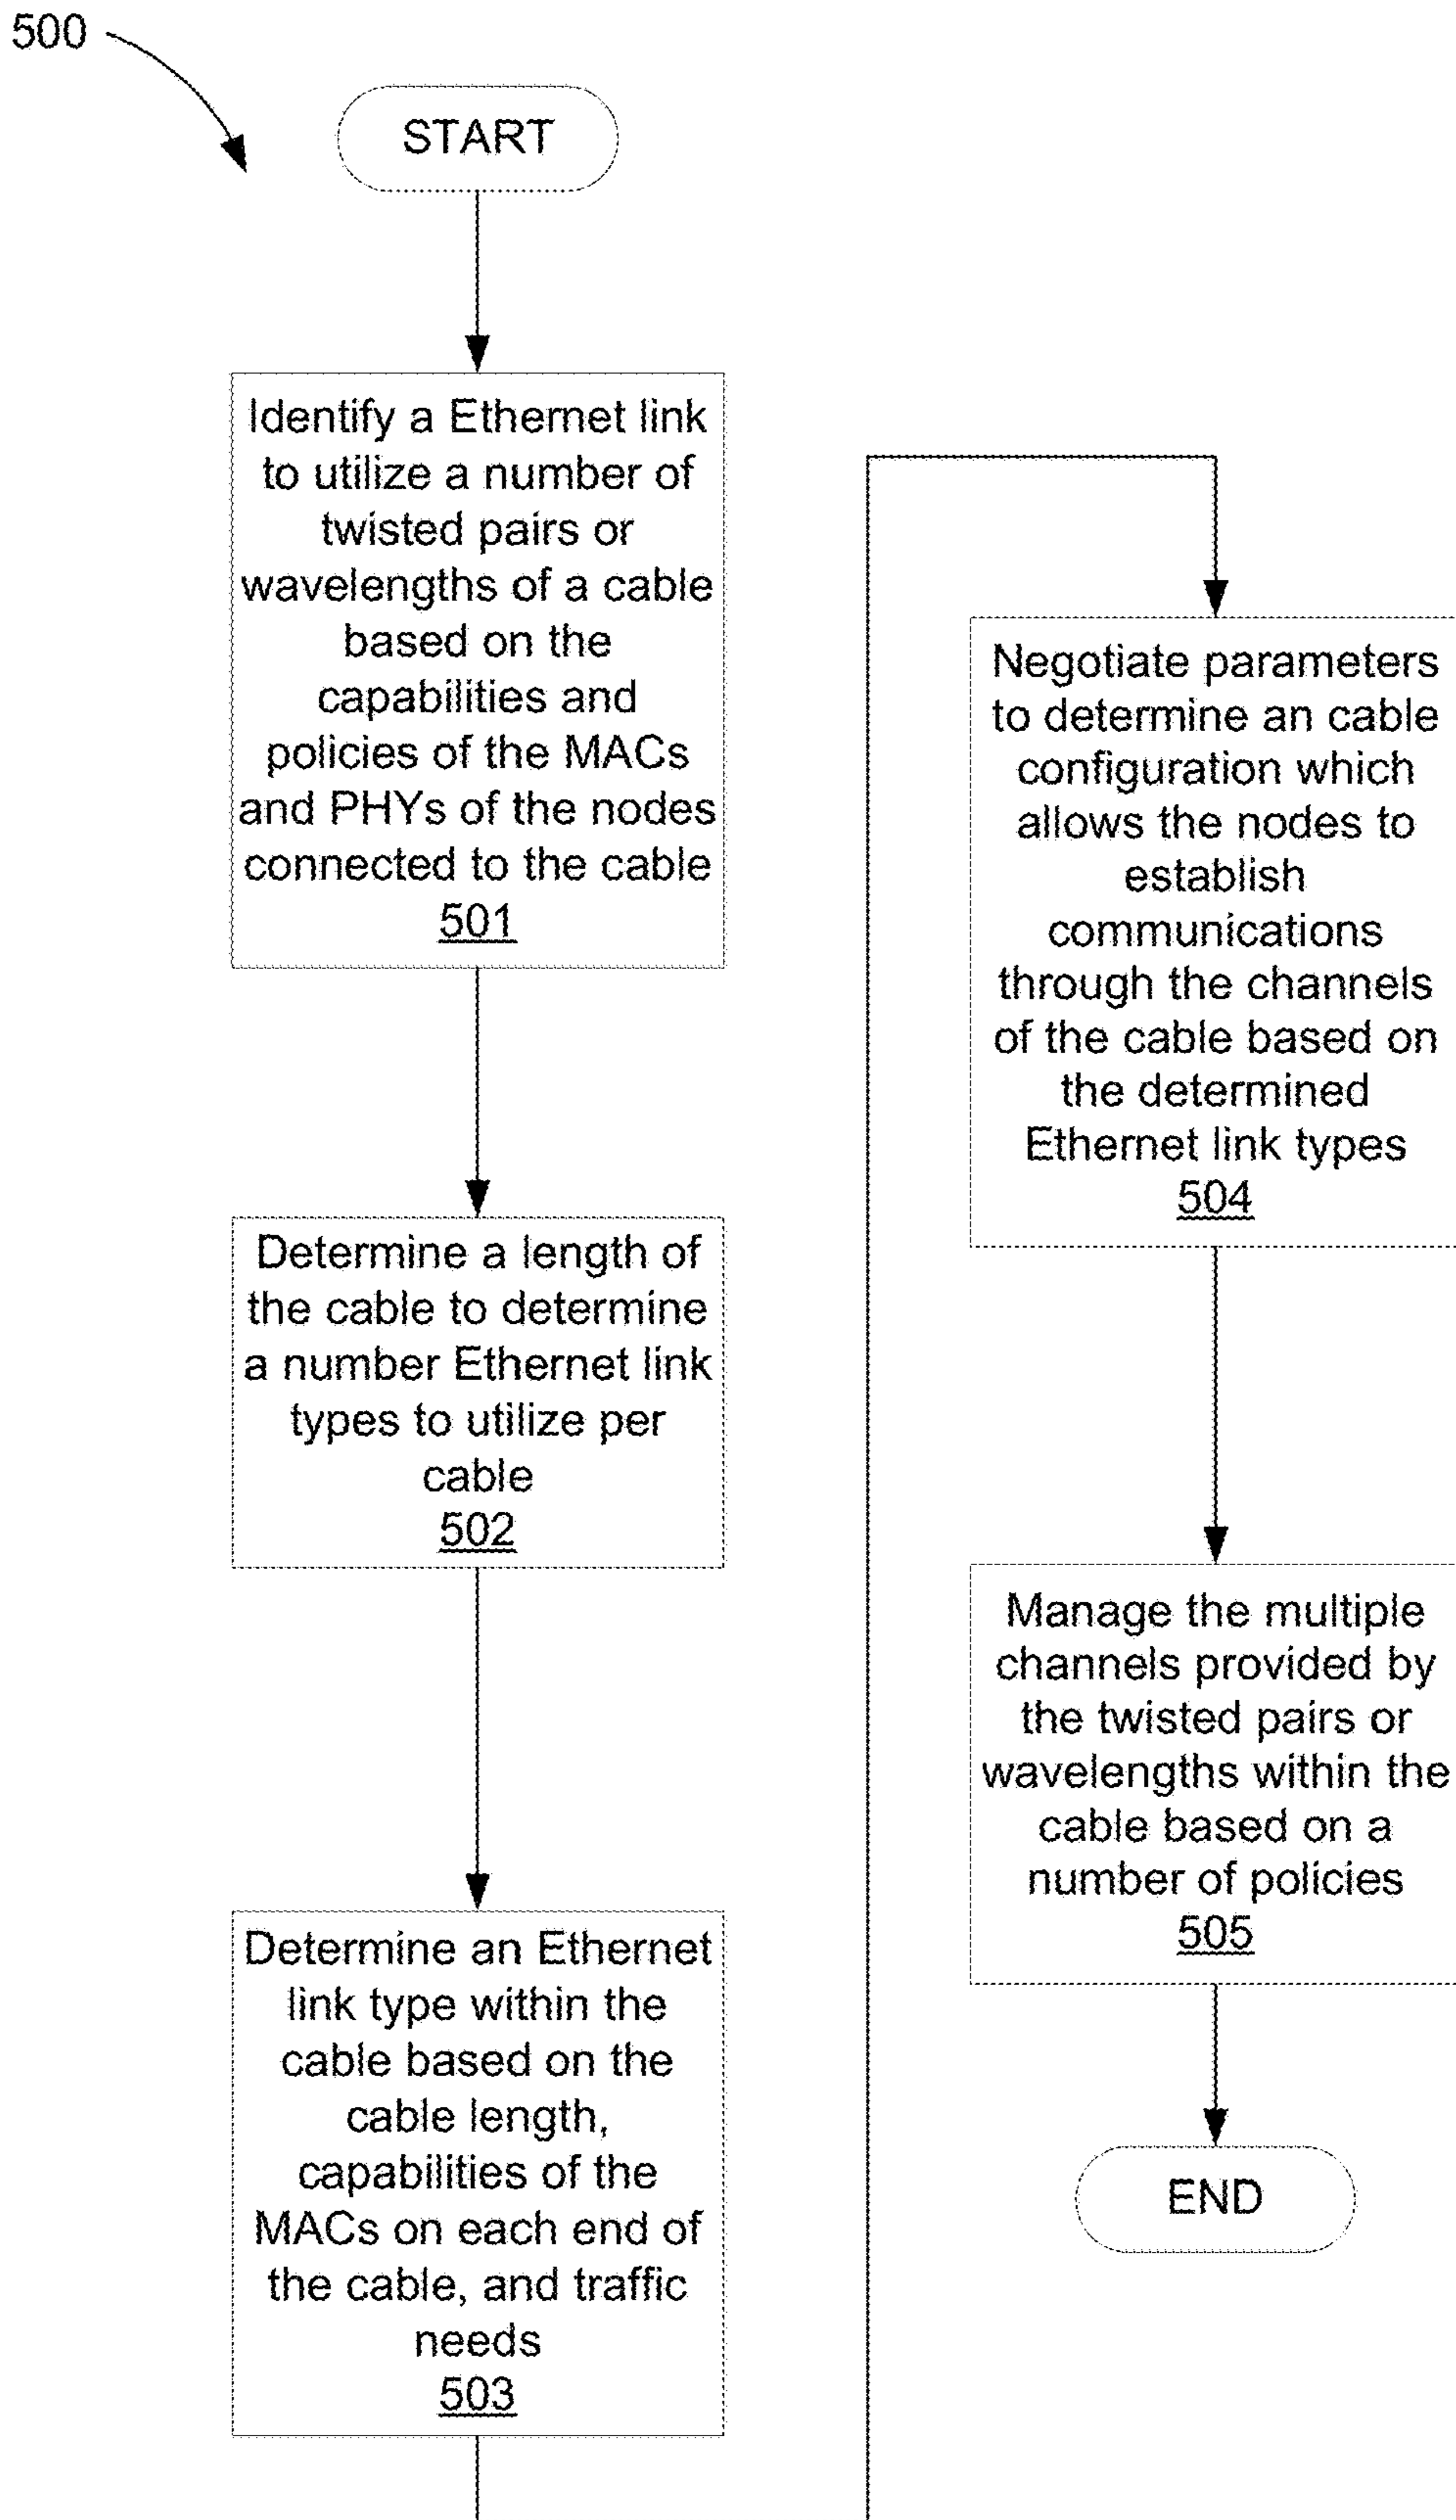 500
START
Identify a Ethernet link
to utilize a number of
twisted pairs or
wavelengths of a cable
based on the
capabilities and
policies of the MACs
and PHYs of the nodes
connected to the cable
501
Determine a length of
the cable to determine
a number Ethernet link
types to utilize per
cable
502
Determine an Ethernet
link type within the
cable based on the
cable length,
capabilities of the
MACs on each end of
the cable, and traffic
needs
503
Negotiate parameters
to determine an cable
configuration which
allows the nodes to
establish
communications
through the channels
of the cable based on
the determined
Ethernet link types
504
Manage the multiple
channels provided by
the twisted pairs or
wavelengths within the
cable based on a
number of policies
505
END